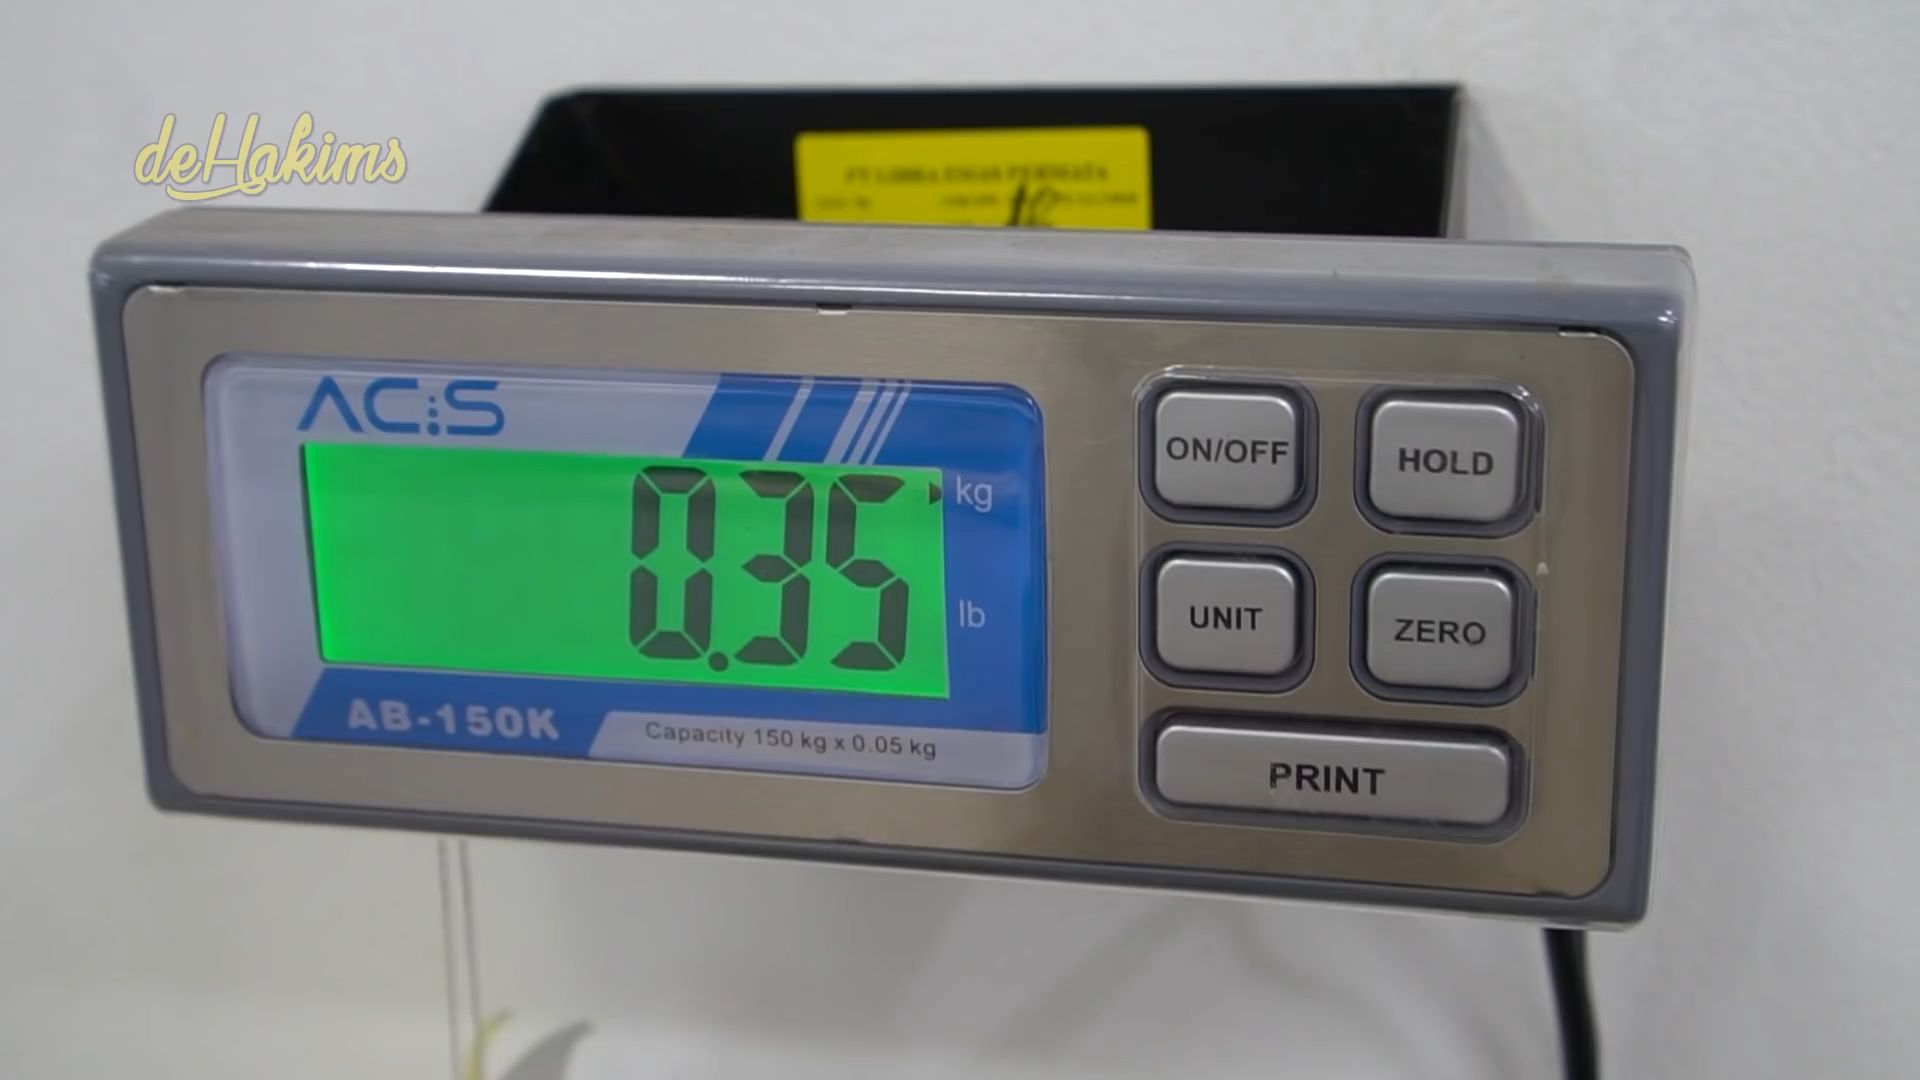 deHakims
ACiS
0.35
kg
lb
AB-150K
Capacity 150 kg x 0.05 kg
ON/OFF
HOLD
UNIT
ZERO
PRINT